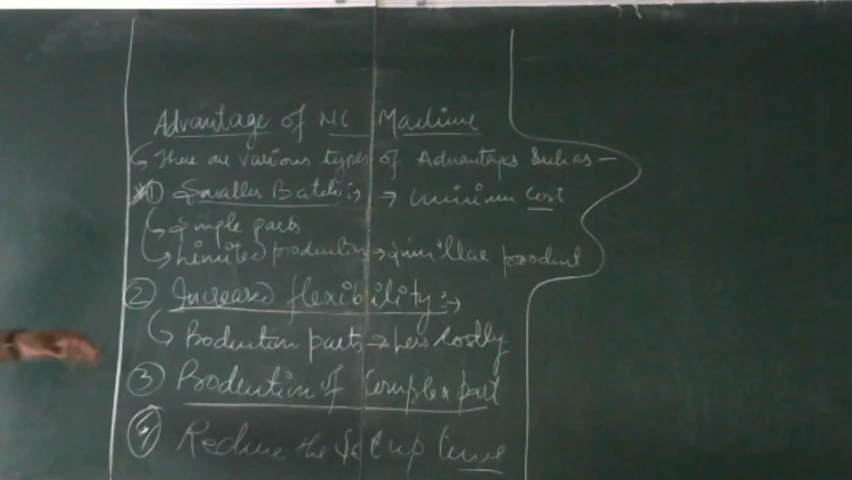 Advantage of NC Machine
There are various types of Advantages Such as –
① Smaller Batch :→ → minimum cost
→ Simple parts
→ Limited production → similar product
② Increased flexibility :→
Production parts → Less Costly
③ Production of Complex part
④ Reduce the Set up time